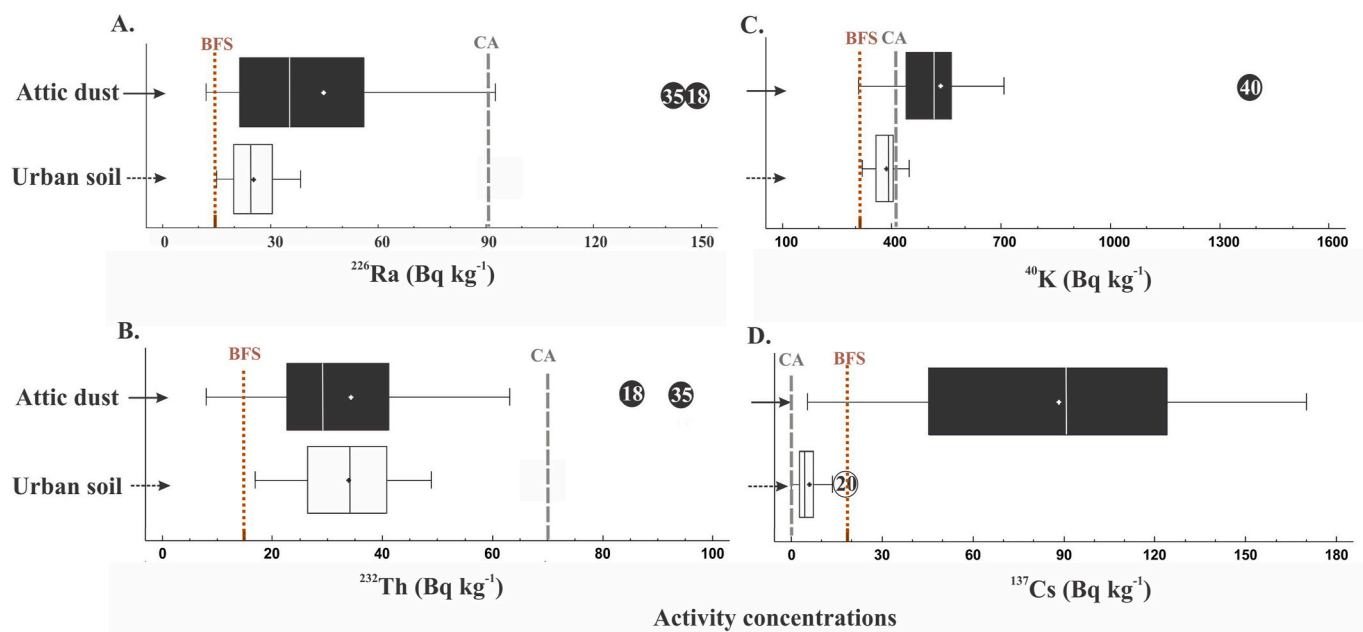 A.
BFS
CA
Attic dust
35 18
Urban soil
0 30 60 90 120 150
²²⁶Ra (Bq kg⁻¹)
C.
BFS CA
40
100 400 700 1000 1300 1600
⁴⁰K (Bq kg⁻¹)
B.
BFS
CA
Attic dust
18 35
Urban soil
0 20 40 60 80 100
²³²Th (Bq kg⁻¹)
D.
CA BFS
20
0 30 60 90 120 150 180
¹³⁷Cs (Bq kg⁻¹)
Activity concentrations